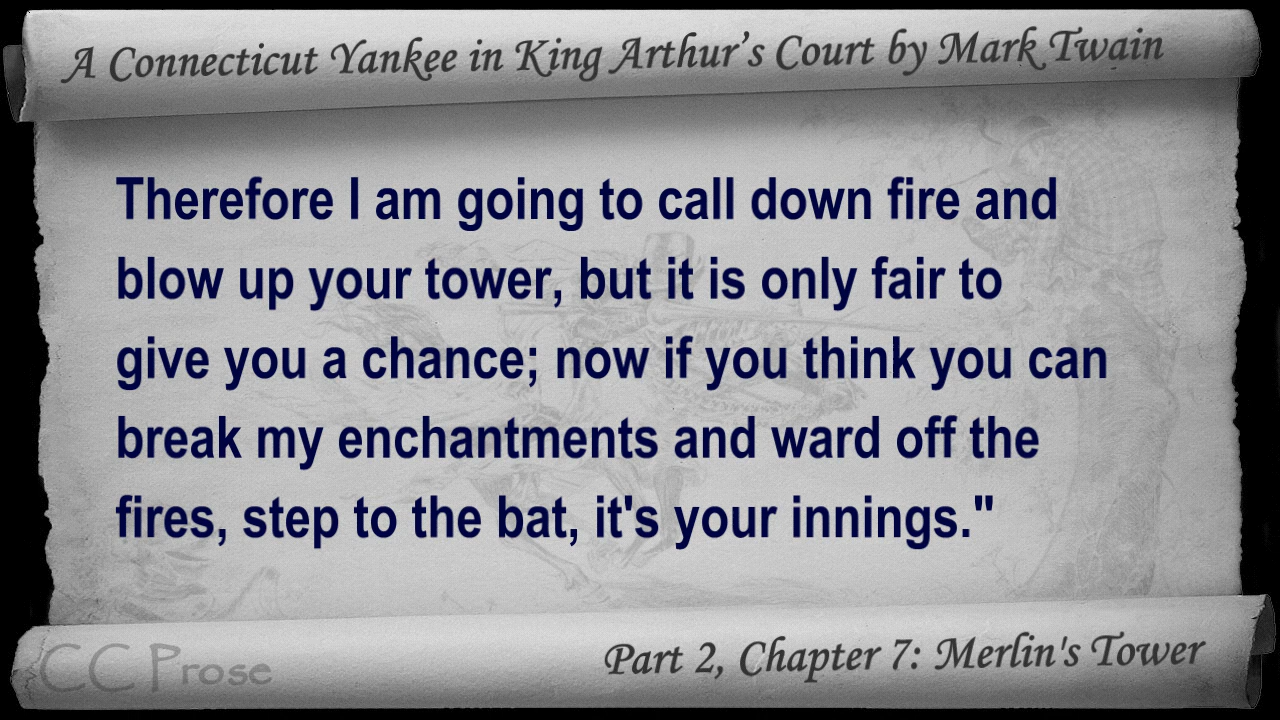 A Connecticut Yankee in King Arthur's Court by Mark Twain
Therefore I am going to call down fire and
blow up your tower, but it is only fair to
give you a chance; now if you think you can
break my enchantments and ward off the
fires, step to the bat, it's your innings."
CC Prose
Part 2, Chapter 7: Merlin's Tower